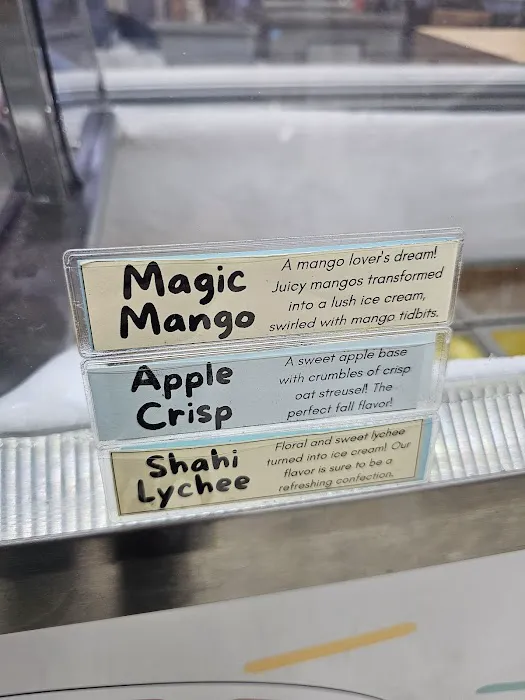 Magic
Mango
A mango lover's dream!
Juicy mangos transformed
into a lush ice cream,
swirled with mango tidbits.
Apple
Crisp
A sweet apple base
with crumbles of crisp
oat streusel! The
perfect fall flavor!
Shahi
Lychee
Floral and sweet lychee
turned into ice cream! Our
flavor is sure to be a
refreshing confection.